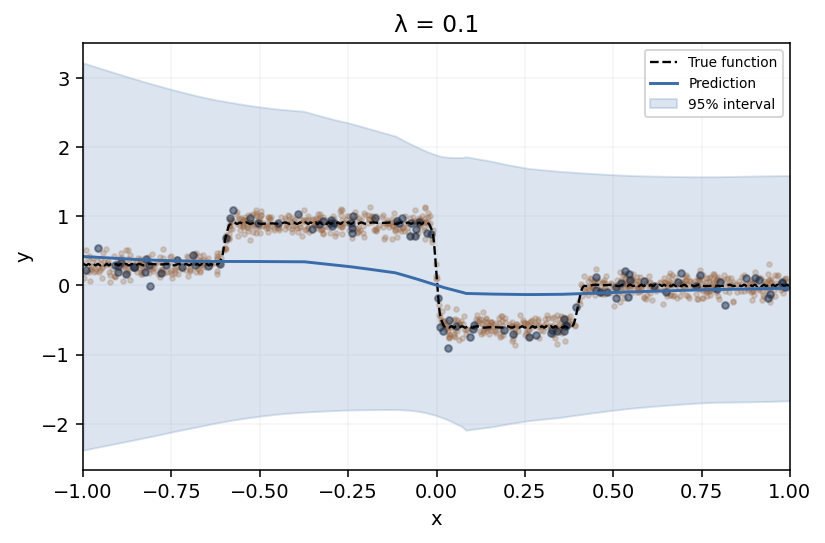 λ = 0.1
True function
Prediction
95% interval
y
3
2
1
0
−1
−2
−1.00 −0.75 −0.50 −0.25 0.00 0.25 0.50 0.75 1.00
x